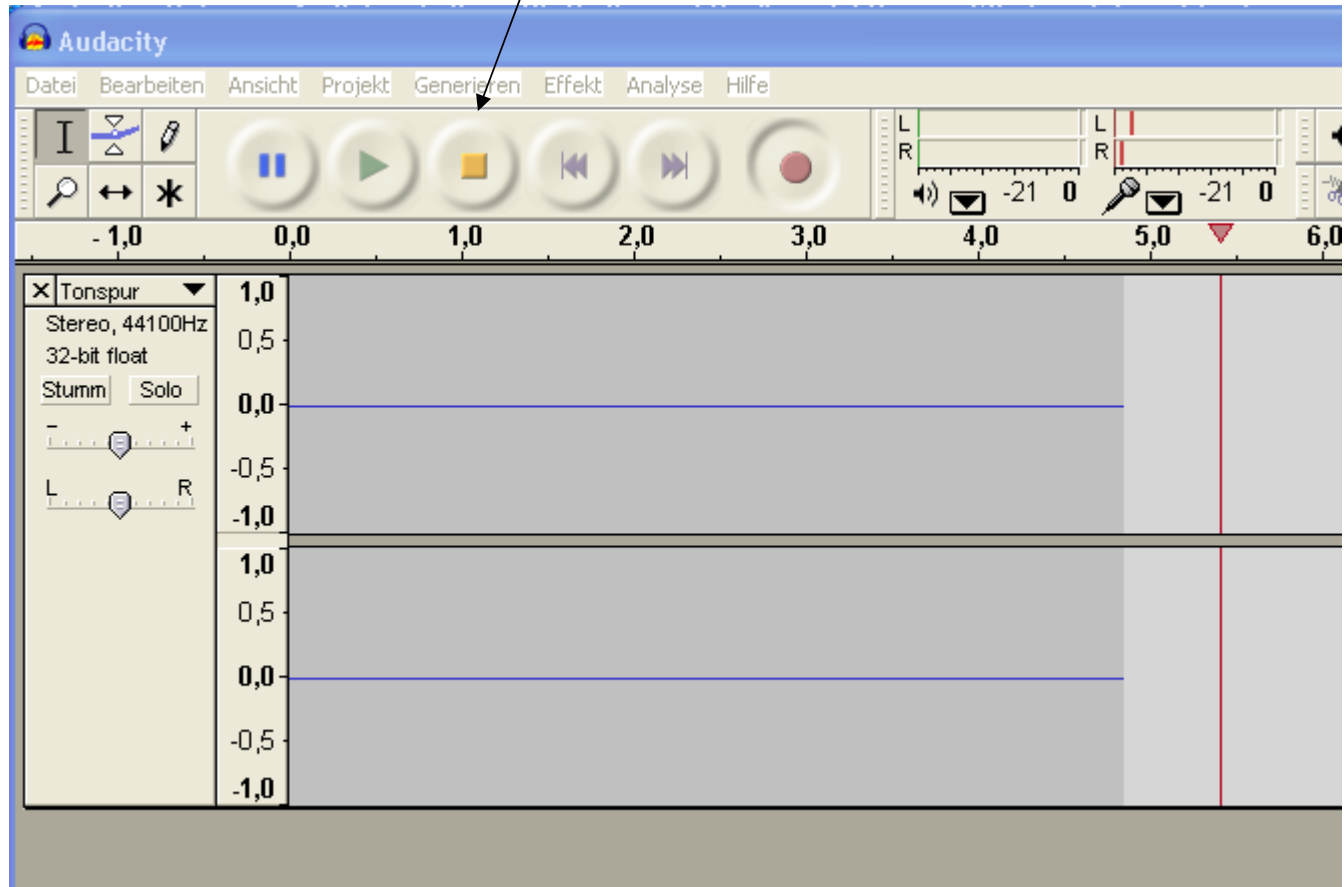 Audacity
Datei Bearbeiten Ansicht Projekt Generieren Effekt Analyse Hilfe
L
R
-21 0
L
R
-21 0
- 1,0 0,0 1,0 2,0 3,0 4,0 5,0 6,0
X Tonspur
Stereo, 44100Hz
32-bit float
Stumm Solo
- +
L R
1,0
0,5
0,0
-0,5
-1,0
1,0
0,5
0,0
-0,5
-1,0